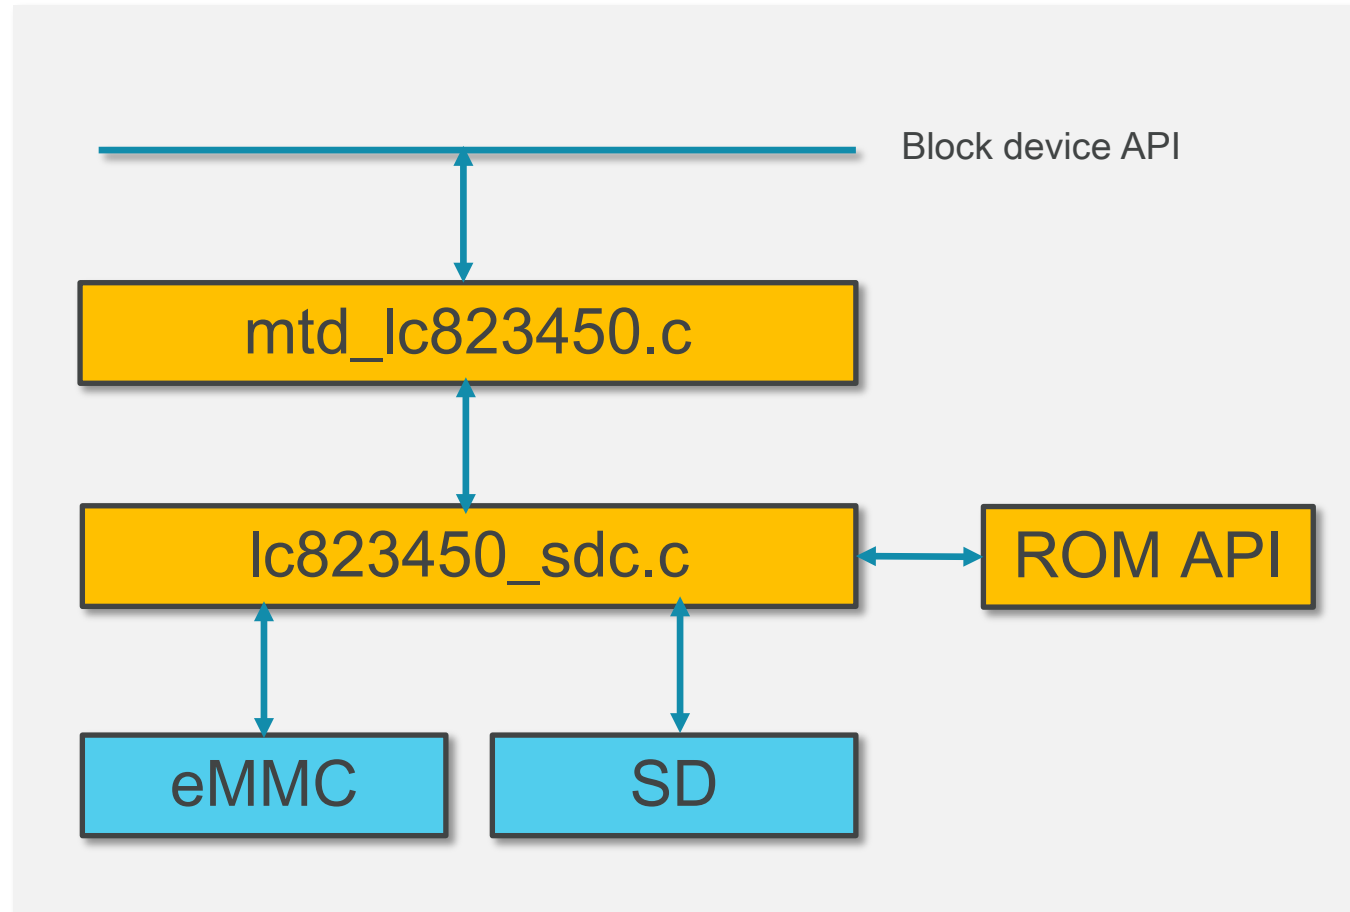 Block device API
mtd_lc823450.c
lc823450_sdc.c
ROM API
eMMC
SD